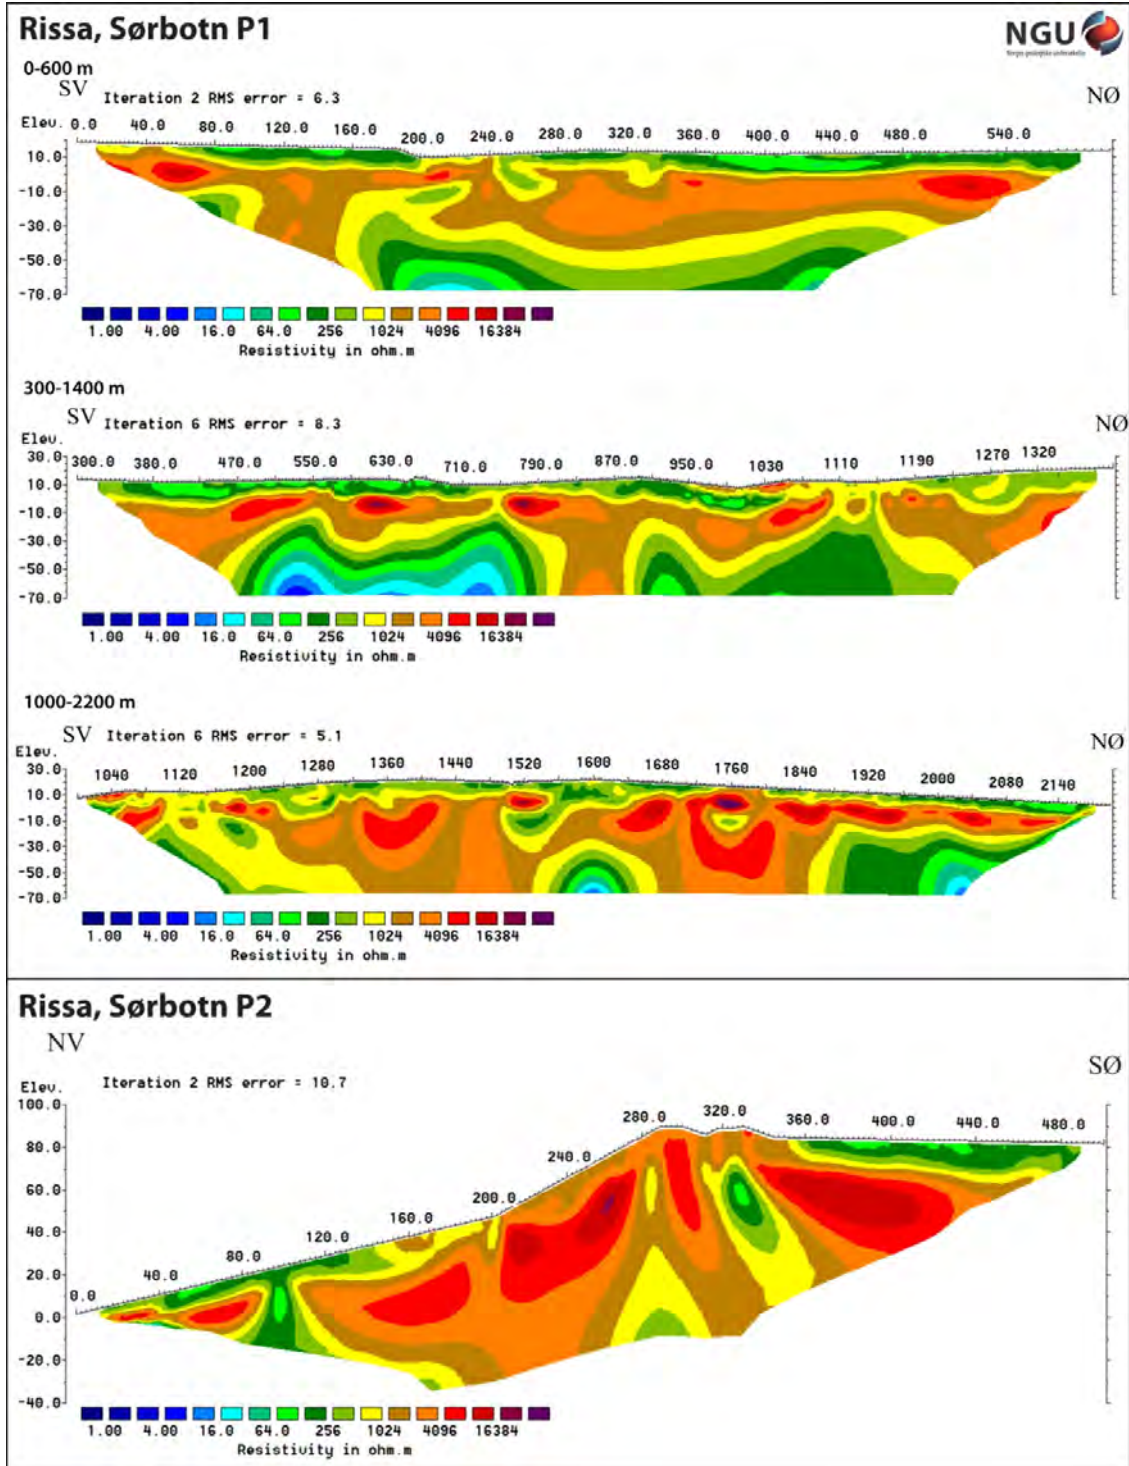 Rissa, Sørbotn P1
NGU
Norges geologiske undersøkelse
0-600 m
SV
NØ
Iteration 2 RMS error = 6.3
Elev. 0.0 40.0 80.0 120.0 160.0 200.0 240.0 280.0 320.0 360.0 400.0 440.0 480.0 540.0
10.0
-10.0
-30.0
-50.0
-70.0
1.00 4.00 16.0 64.0 256 1024 4096 16384
Resistivity in ohm.m
300-1400 m
SV
NØ
Iteration 6 RMS error = 8.3
Elev.
30.0 300.0 380.0 470.0 550.0 630.0 710.0 790.0 870.0 950.0 1030 1110 1190 1270 1320
10.0
-10.0
-30.0
-50.0
-70.0
1.00 4.00 16.0 64.0 256 1024 4096 16384
Resistivity in ohm.m
1000-2200 m
SV
NØ
Iteration 6 RMS error = 5.1
Elev.
30.0 1040 1120 1200 1280 1360 1440 1520 1600 1680 1760 1840 1920 2000 2080 2140
10.0
-10.0
-30.0
-50.0
-70.0
1.00 4.00 16.0 64.0 256 1024 4096 16384
Resistivity in ohm.m
Rissa, Sørbotn P2
NV
SØ
Iteration 2 RMS error = 10.7
Elev.
100.0
80.0
60.0
40.0
20.0
0.0
-20.0
-40.0
0.0 40.0 80.0 120.0 160.0 200.0 240.0 280.0 320.0 360.0 400.0 440.0 480.0
1.00 4.00 16.0 64.0 256 1024 4096 16384
Resistivity in ohm.m